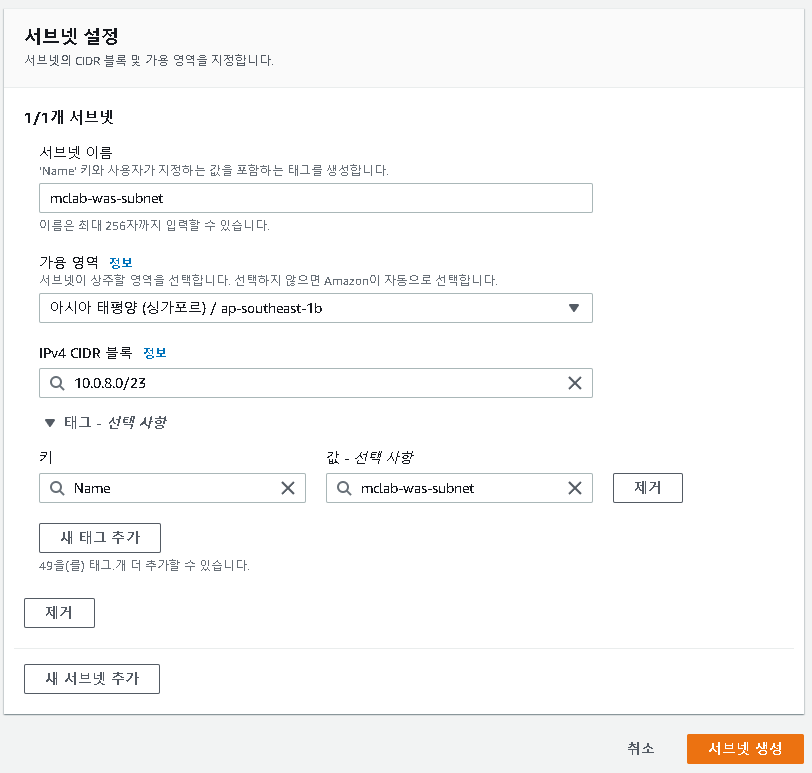 서브넷 설정
서브넷의 CIDR 블록 및 가용 영역을 지정합니다.
1/1개 서브넷
서브넷 이름
'Name' 키와 사용자가 지정하는 값을 포함하는 태그를 생성합니다.
mclab-was-subnet
이름은 최대 256자까지 입력할 수 있습니다.
가용 영역 정보
서브넷이 상주할 영역을 선택합니다. 선택하지 않으면 Amazon이 자동으로 선택합니다.
아시아 태평양 (싱가포르) / ap-southeast-1b
IPv4 CIDR 블록 정보
10.0.8.0/23
태그 - 선택 사항
키 값 - 선택 사항
Name mclab-was-subnet 제거
새 태그 추가
49을(를) 태그.개 더 추가할 수 있습니다.
제거
새 서브넷 추가
취소 서브넷 생성